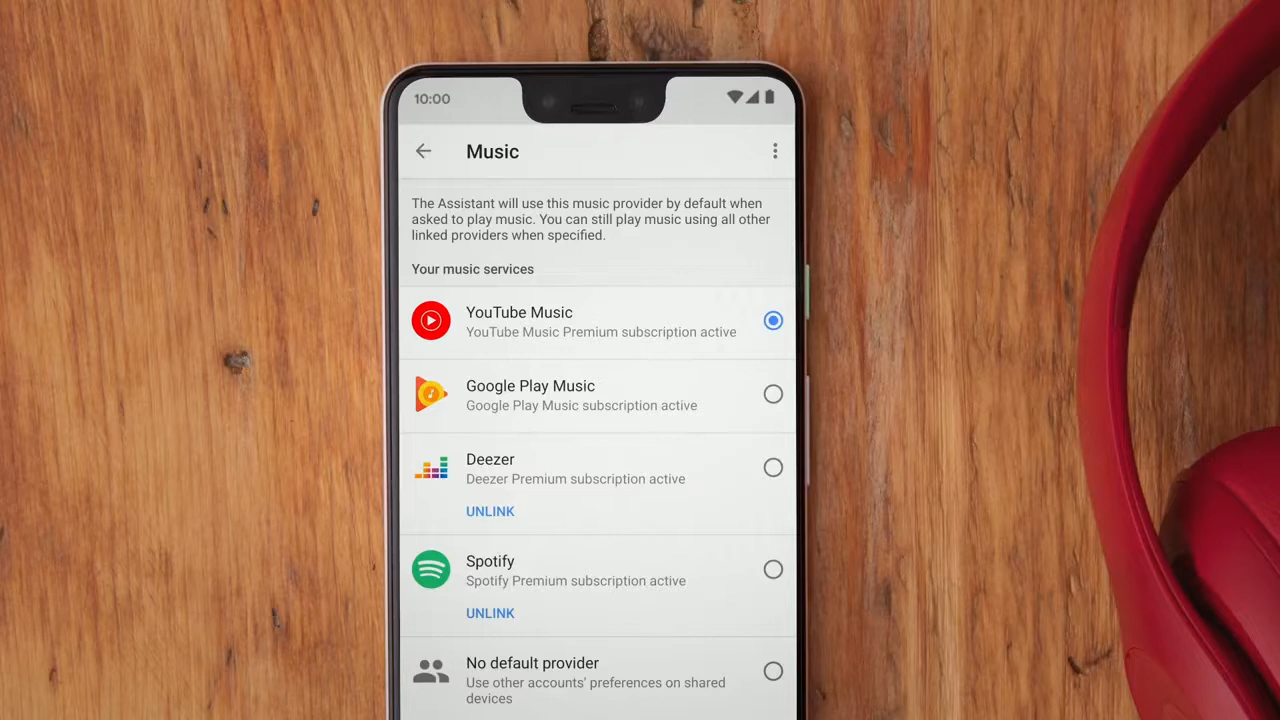 10:00
Music
The Assistant will use this music provider by default when
asked to play music. You can still play music using all other
linked providers when specified.
Your music services
YouTube Music
YouTube Music Premium subscription active
Google Play Music
Google Play Music subscription active
Deezer
Deezer Premium subscription active
UNLINK
Spotify
Spotify Premium subscription active
UNLINK
No default provider
Use other accounts' preferences on shared
devices